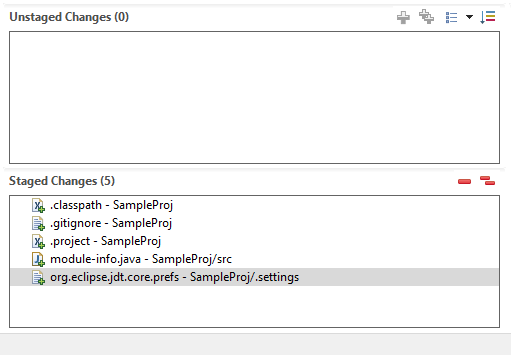 Unstaged Changes (0)
Staged Changes (5)
.classpath - SampleProj
.gitignore - SampleProj
.project - SampleProj
module-info.java - SampleProj/src
org.eclipse.jdt.core.prefs - SampleProj/.settings